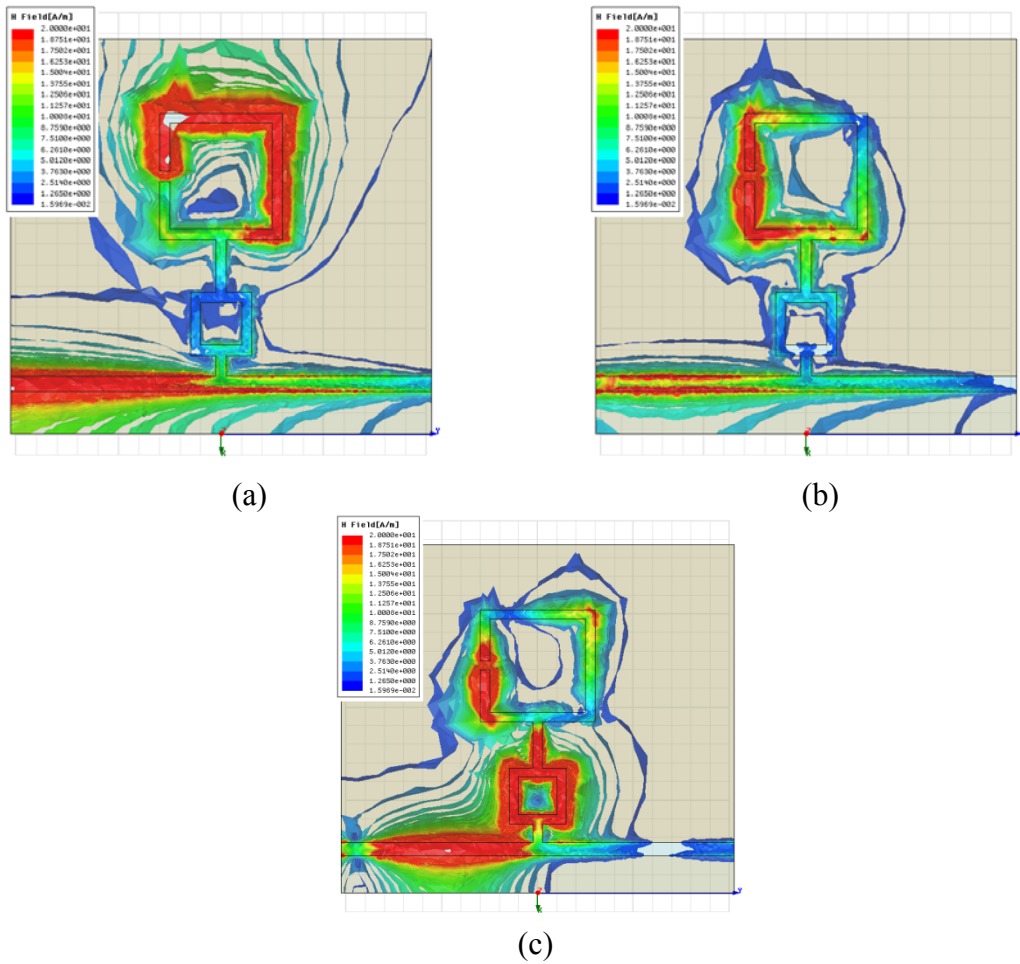 H Field[A/m]
2.0000e+001
1.8751e+001
1.7502e+001
1.6253e+001
1.5004e+001
1.3755e+001
1.2506e+001
1.1257e+001
1.0008e+001
8.7590e+000
7.5100e+000
6.2610e+000
5.0120e+000
3.7630e+000
2.5140e+000
1.2650e+000
1.5969e-002
Y
(a)
H Field[A/m]
2.0000e+001
1.8751e+001
1.7502e+001
1.6253e+001
1.5004e+001
1.3755e+001
1.2506e+001
1.1257e+001
1.0008e+001
8.7590e+000
7.5100e+000
6.2610e+000
5.0120e+000
3.7630e+000
2.5140e+000
1.2650e+000
1.5969e-002
(b)
H Field[A/m]
2.0000e+001
1.8751e+001
1.7502e+001
1.6253e+001
1.5004e+001
1.3755e+001
1.2506e+001
1.1257e+001
1.0008e+001
8.7590e+000
7.5100e+000
6.2610e+000
5.0120e+000
3.7630e+000
2.5140e+000
1.2650e+000
1.5969e-002
Y
(c)